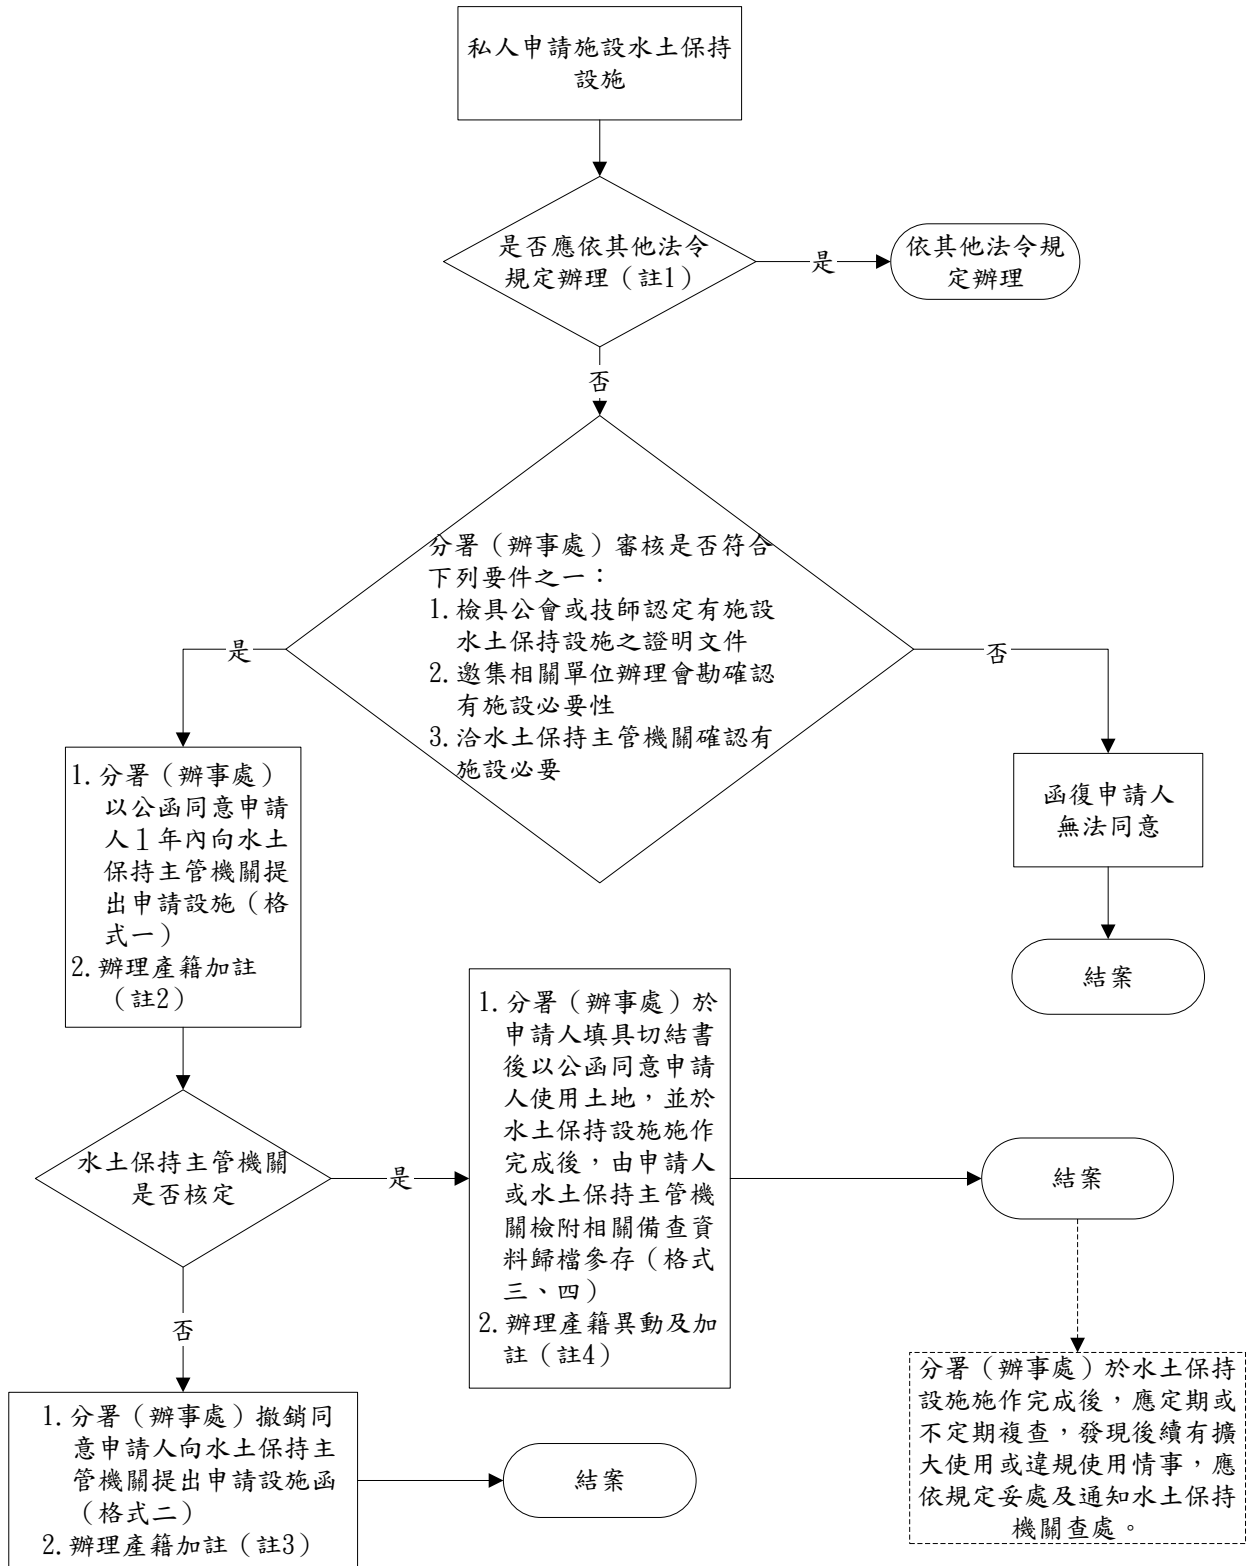 私人申請施設水土保持
設施
是否應依其他法令
規定辦理（註1）
是
依其他法令規
定辦理
否
分署（辦事處）審核是否符合
下列要件之一：
1.檢具公會或技師認定有施設
水土保持設施之證明文件
2.邀集相關單位辦理會勘確認
有施設必要性
3.洽水土保持主管機關確認有
施設必要
是
否
1.分署（辦事處）
以公函同意申請
人１年內向水土
保持主管機關提
出申請設施（格
式一）
2.辦理產籍加註
（註2）
函復申請人
無法同意
結案
水土保持主管機關
是否核定
是
1.分署（辦事處）於
申請人填具切結書
後以公函同意申請
人使用土地，並於
水土保持設施施作
完成後，由申請人
或水土保持主管機
關檢附相關備查資
料歸檔參存（格式
三、四）
2.辦理產籍異動及加
註（註4）
結案
否
1.分署（辦事處）撤銷同
意申請人向水土保持主
管機關提出申請設施函
（格式二）
2.辦理產籍加註（註3）
結案
分署（辦事處）於水土保持
設施施作完成後，應定期或
不定期複查，發現後續有擴
大使用或違規使用情事，應
依規定妥處及通知水土保持
機關查處。